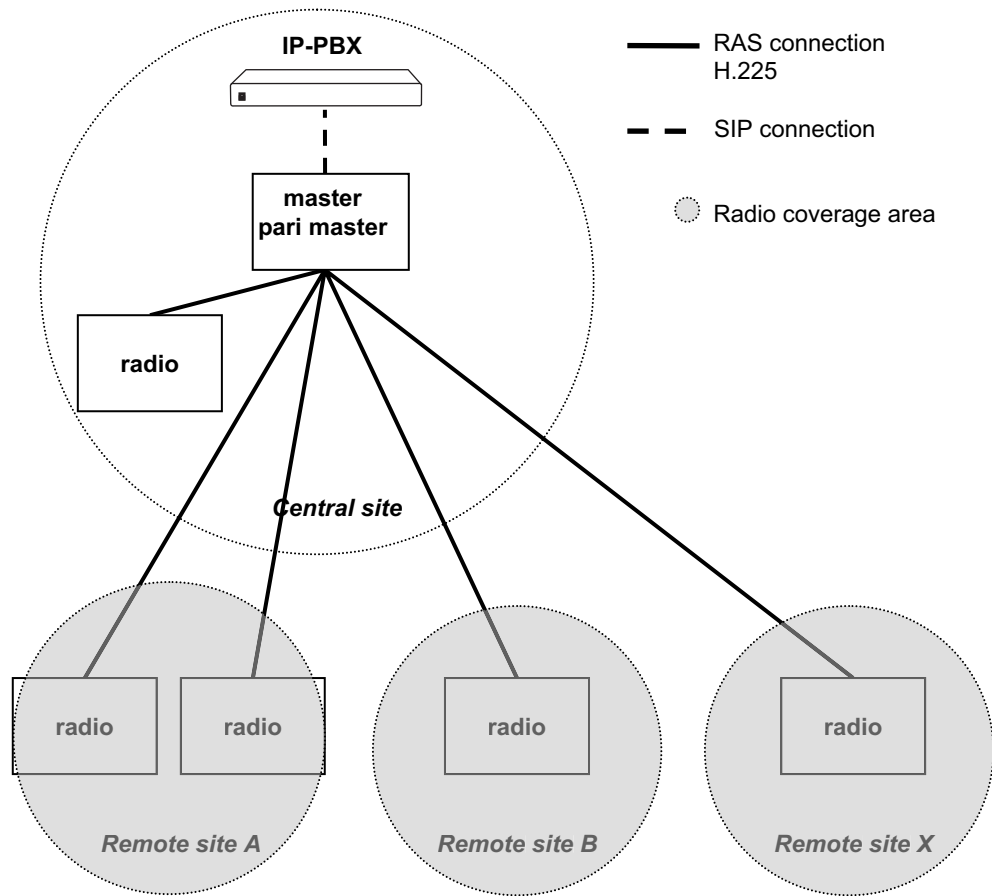 IP-PBX
RAS connection
H.225
SIP connection
master
pari master
Radio coverage area
radio
Central site
radio
radio
radio
radio
Remote site A
Remote site B
Remote site X